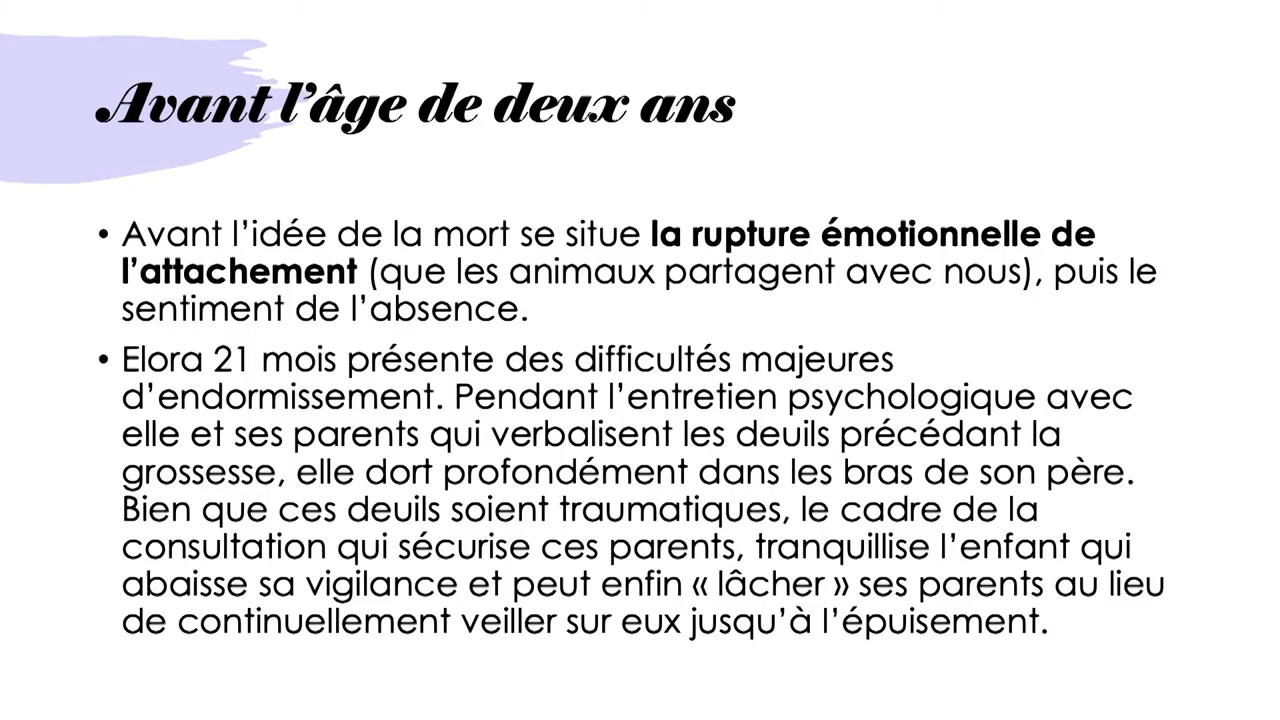 Avant l’âge de deux ans
• Avant l’idée de la mort se situe la rupture émotionnelle de
l’attachement (que les animaux partagent avec nous), puis le
sentiment de l’absence.
• Elora 21 mois présente des difficultés majeures
d’endormissement. Pendant l’entretien psychologique avec
elle et ses parents qui verbalisent les deuils précédant la
grossesse, elle dort profondément dans les bras de son père.
Bien que ces deuils soient traumatiques, le cadre de la
consultation qui sécurise ces parents, tranquillise l’enfant qui
abaisse sa vigilance et peut enfin « lâcher » ses parents au lieu
de continuellement veiller sur eux jusqu’à l’épuisement.